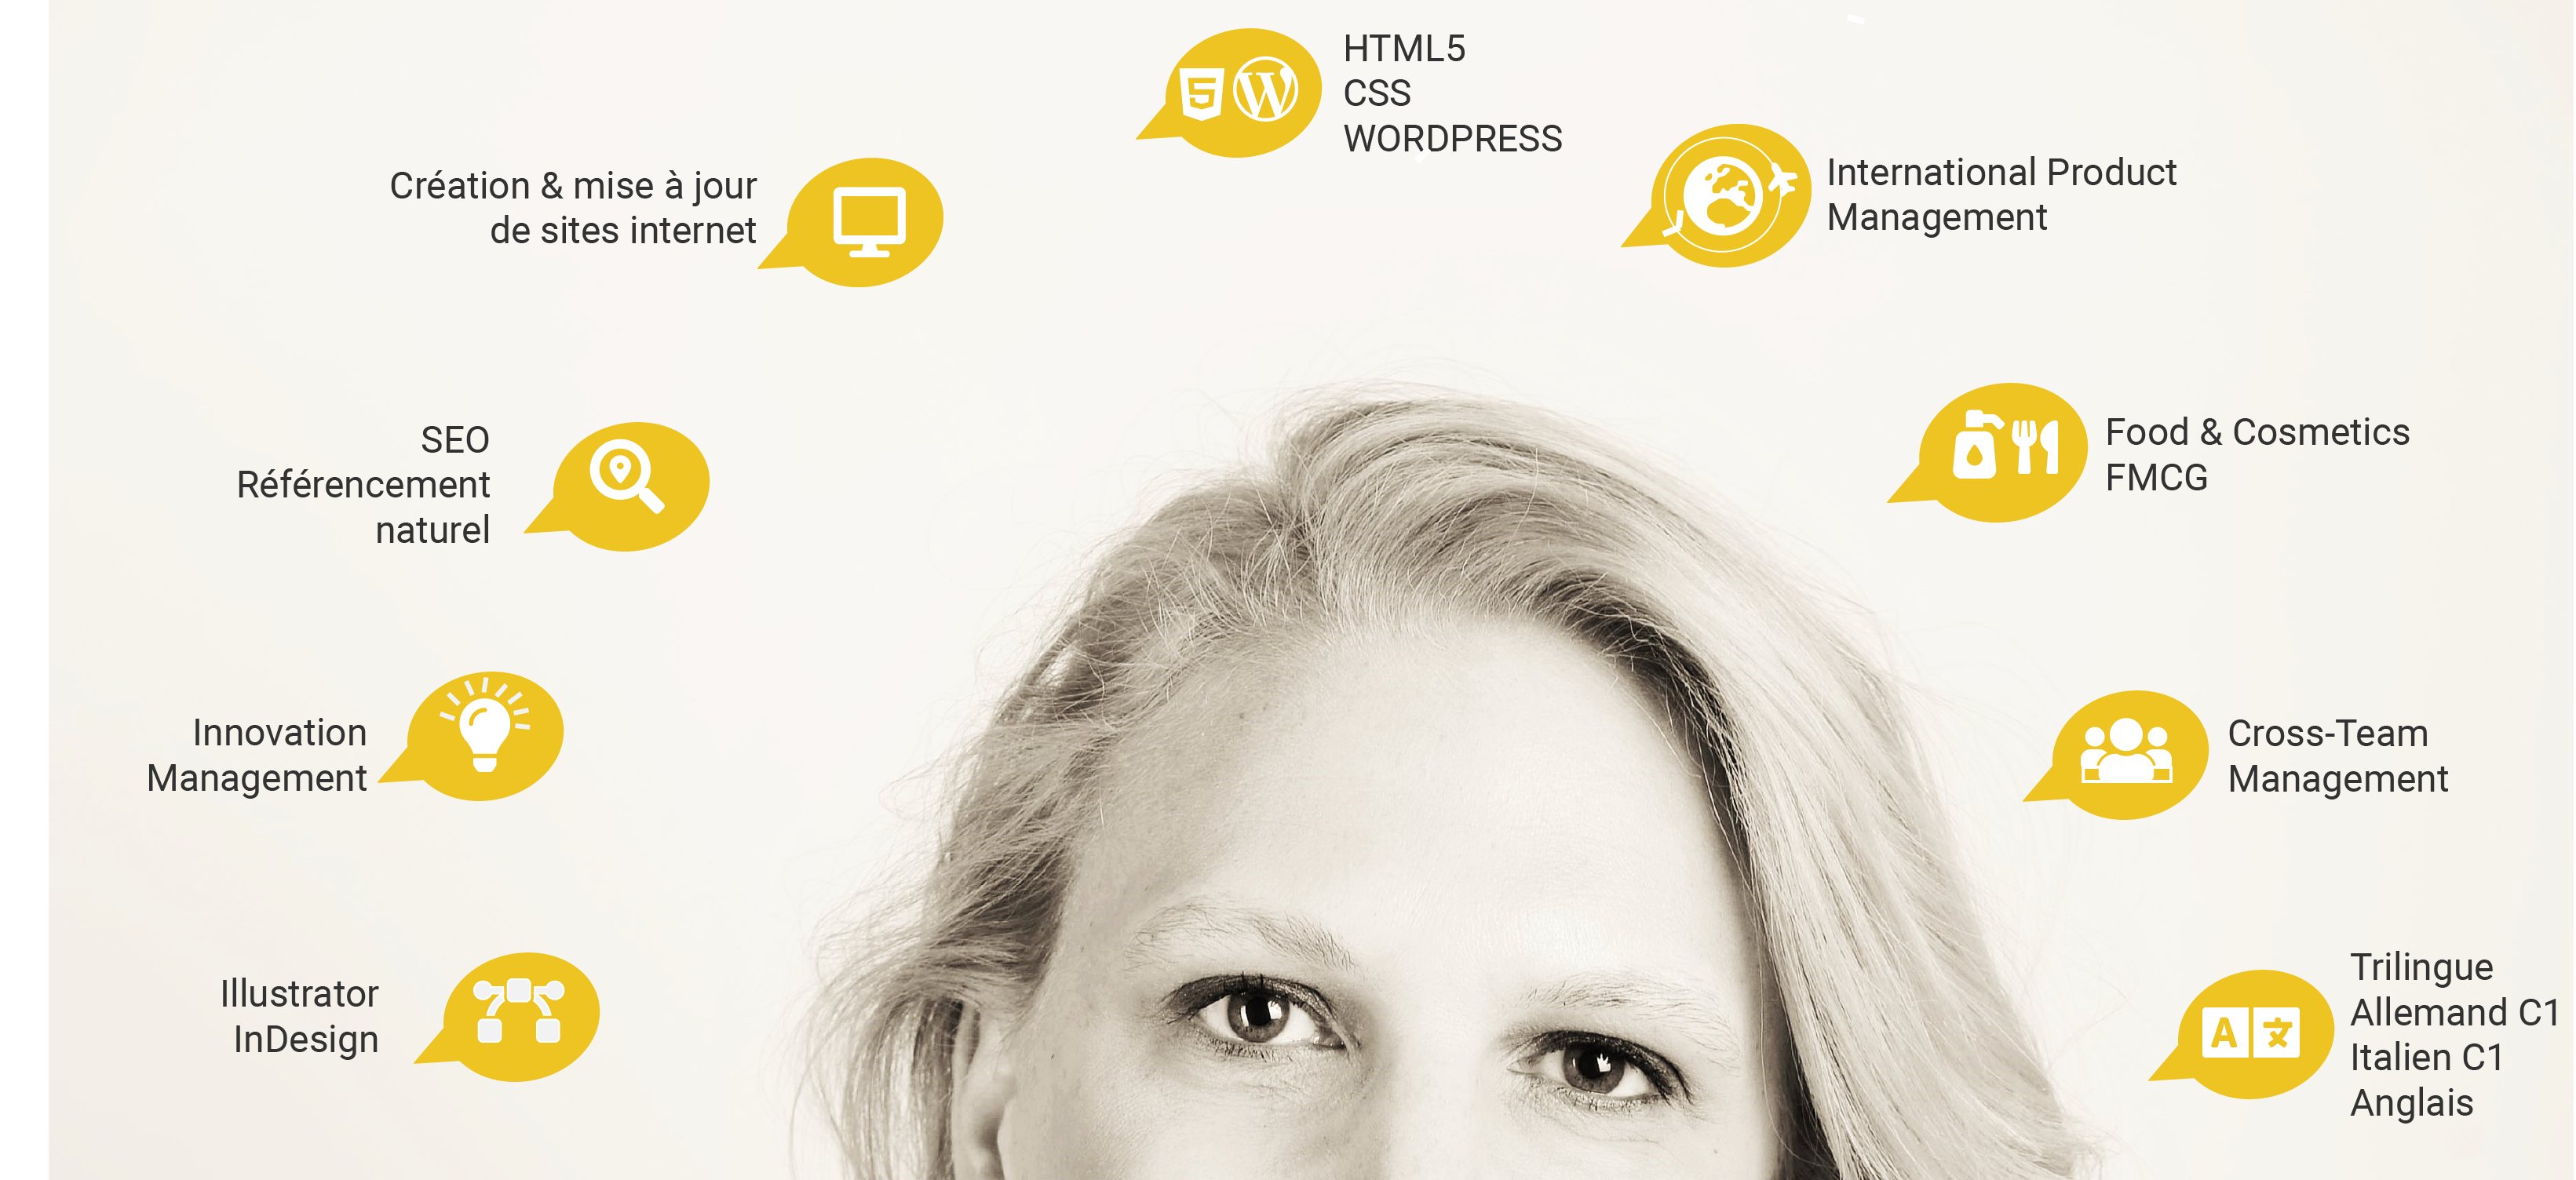 HTML5
CSS
WORDPRESS
Création & mise à jour
de sites internet
International Product
Management
SEO
Référencement
naturel
Food & Cosmetics
FMCG
Innovation
Management
Cross-Team
Management
Illustrator
InDesign
Trilingue
Allemand C1
Italien C1
Anglais